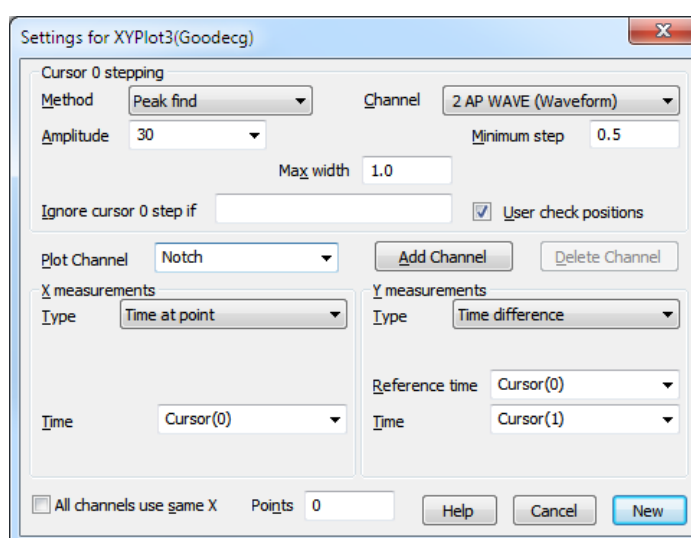 Settings for XYPlot3(Goodecg)
Cursor 0 stepping
Method Peak find Channel 2 AP WAVE (Waveform)
Amplitude 30 Minimum step 0.5
Max width 1.0
Ignore cursor 0 step if User check positions
Plot Channel Notch Add Channel Delete Channel
X measurements Y measurements
Type Time at point Type Time difference
Reference time Cursor(0)
Time Cursor(0) Time Cursor(1)
All channels use same X Points 0 Help Cancel New